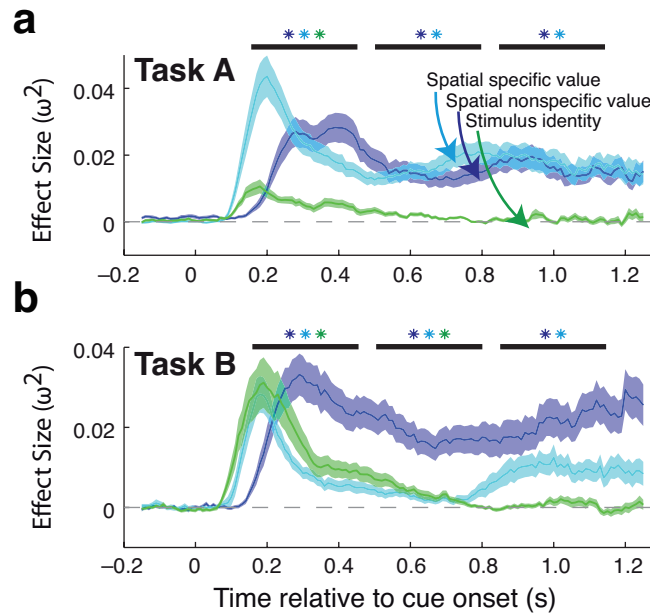 a
* * * * * * *
Task A
Spatial specific value
Spatial nonspecific value
Stimulus identity
Effect Size (ω²)
0.04
0.02
0
−0.2 0 0.2 0.4 0.6 0.8 1.0 1.2
b
* * * * * * * *
Task B
Effect Size (ω²)
0.04
0.02
0
−0.2 0 0.2 0.4 0.6 0.8 1.0 1.2
Time relative to cue onset (s)